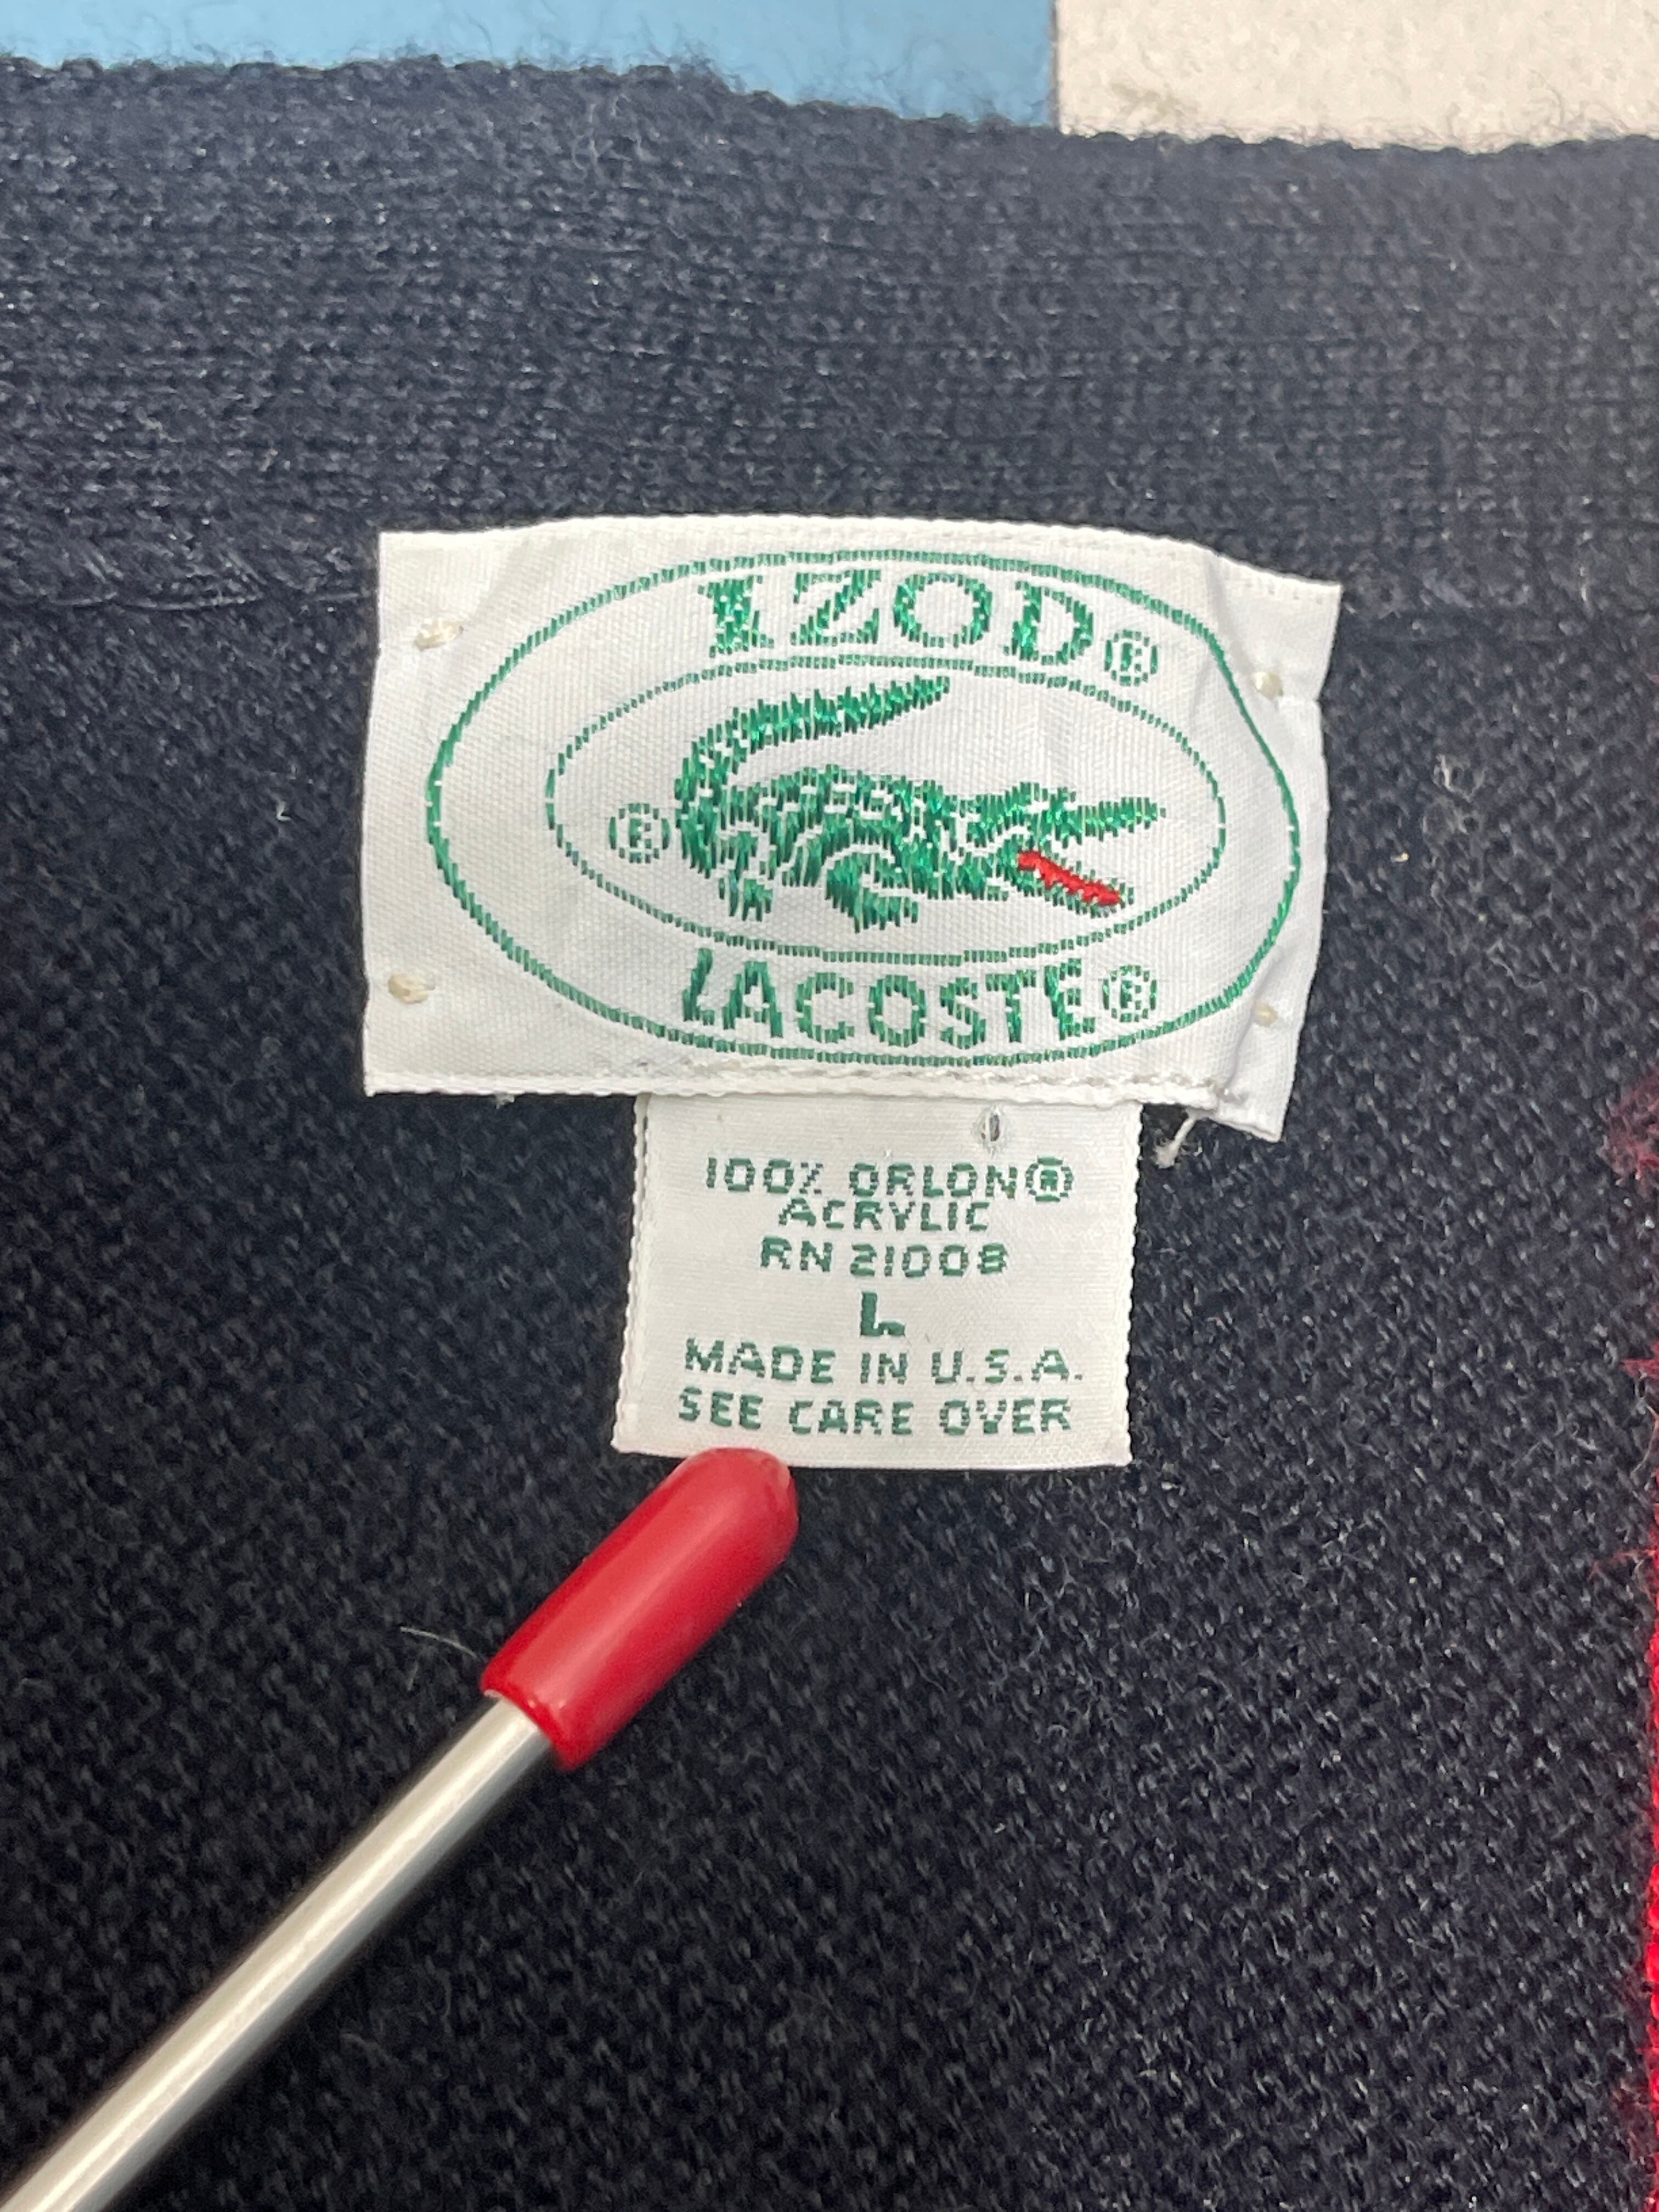 IZOD®
®
LACOSTE®
100% ORLON®
ACRYLIC
RN 21008
L
MADE IN U.S.A.
SEE CARE OVER